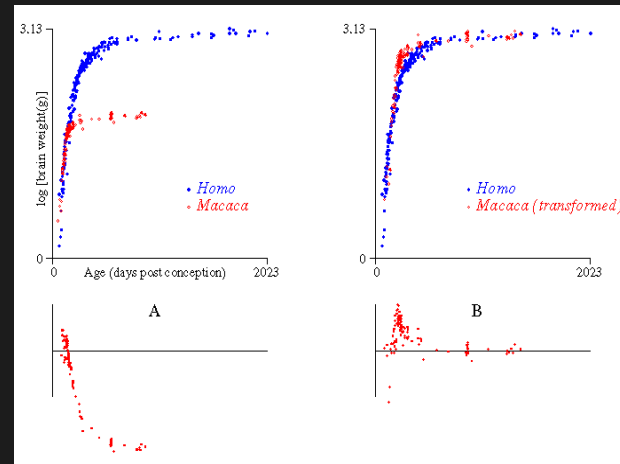 3.13
log [brain weight(g)]
Homo
Macaca
0
0
Age (days post conception)
2023
A
3.13
Homo
Macaca (transformed)
0
0
2023
B